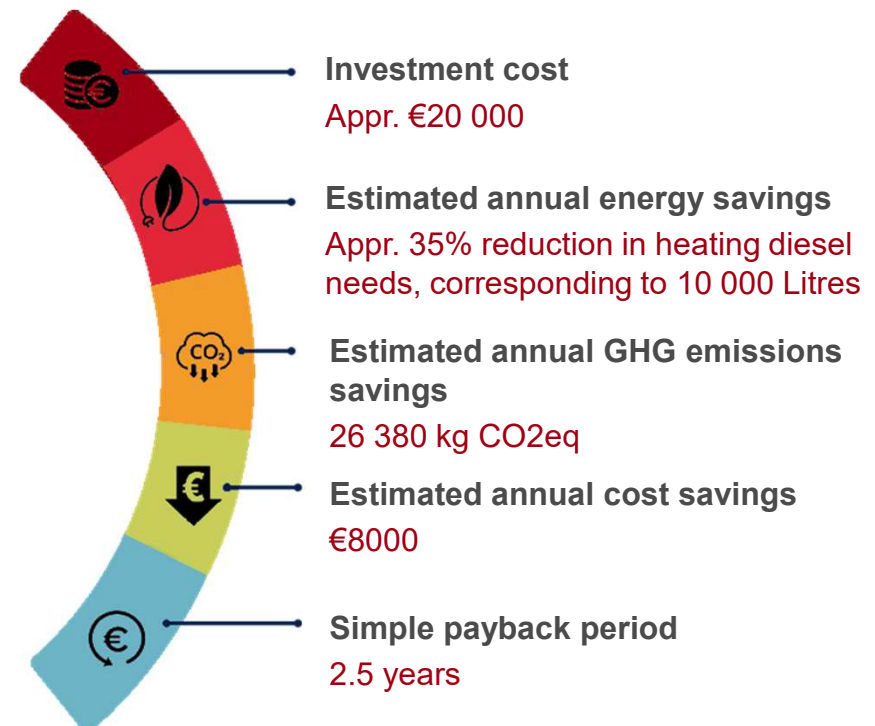 Investment cost
Appr. €20 000
Estimated annual energy savings
Appr. 35% reduction in heating diesel
needs, corresponding to 10 000 Litres
CO₂
Estimated annual GHG emissions
savings
26 380 kg CO2eq
€
Estimated annual cost savings
€8000
€
Simple payback period
2.5 years